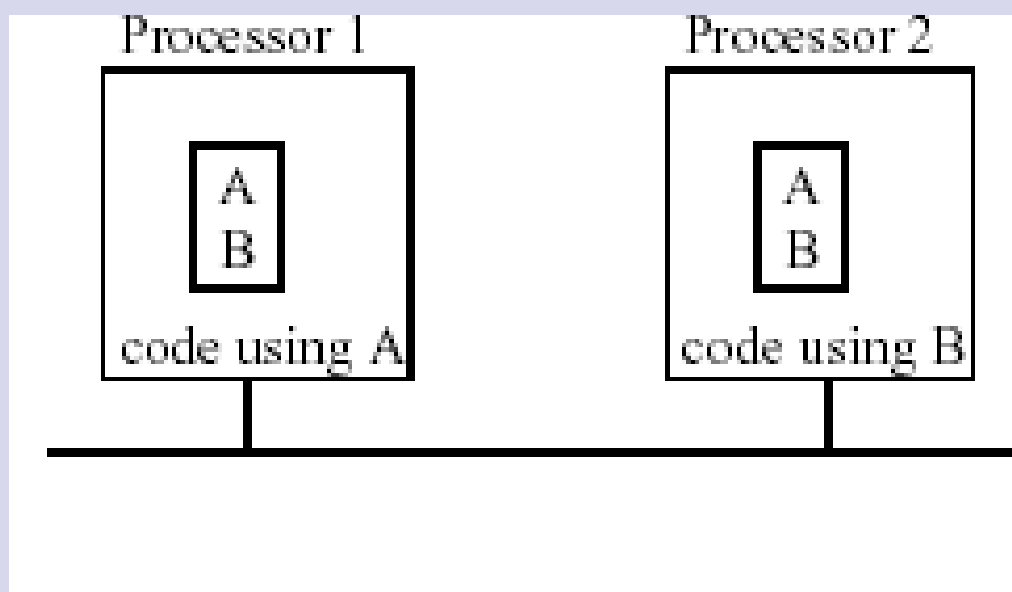 Processor 1
Processor 2
A
B
A
B
code using A
code using B